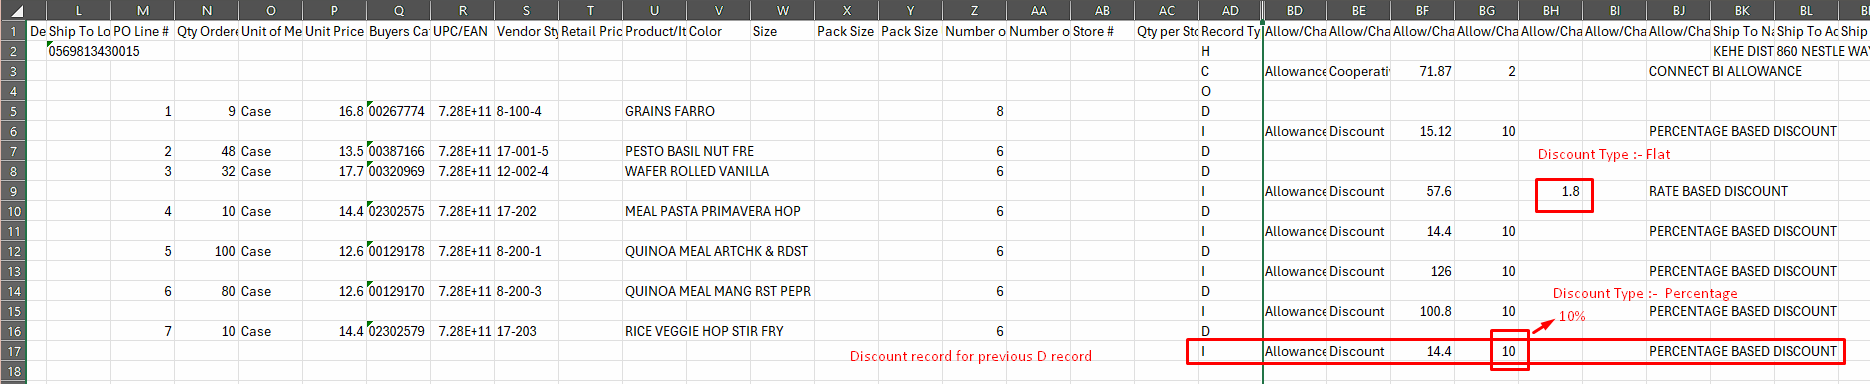 L M N O P Q R S T U V W X Y Z AA AB AC AD BD BE BF BG BH BI BJ BK BL
1 De Ship To Lo PO Line # Qty Ordere Unit of Me Unit Price Buyers Ca UPC/EAN Vendor Sty Retail Pric Product/It Color Size Pack Size Pack Size Number o Number o Store # Qty per Sto Record Ty Allow/Cha Allow/Cha Allow/Cha Allow/Cha Allow/Cha Allow/Cha Allow/Cha Ship To Na Ship To Ad Ship
2 0569813430015 H KEHE DIST 860 NESTLE WAY
3 C Allowance Cooperati 71.87 2 CONNECT BI ALLOWANCE
4 O
5 1 9 Case 16.8 00267774 7.28E+11 8-100-4 GRAINS FARRO 8 D
6 I Allowance Discount 15.12 10 PERCENTAGE BASED DISCOUNT
7 2 48 Case 13.5 00387166 7.28E+11 17-001-5 PESTO BASIL NUT FRE 6 D
Discount Type :- Flat
8 3 32 Case 17.7 00320969 7.28E+11 12-002-4 WAFER ROLLED VANILLA 6 D
9 I Allowance Discount 57.6 1.8 RATE BASED DISCOUNT
10 4 10 Case 14.4 02302575 7.28E+11 17-202 MEAL PASTA PRIMAVERA HOP 6 D
11 I Allowance Discount 14.4 10 PERCENTAGE BASED DISCOUNT
12 5 100 Case 12.6 00129178 7.28E+11 8-200-1 QUINOA MEAL ARTCHK & RDST 6 D
13 I Allowance Discount 126 10 PERCENTAGE BASED DISCOUNT
14 6 80 Case 12.6 00129170 7.28E+11 8-200-3 QUINOA MEAL MANG RST PEPR 6 D
Discount Type :- Percentage
15 I Allowance Discount 100.8 10 PERCENTAGE BASED DISCOUNT
10%
16 7 10 Case 14.4 02302579 7.28E+11 17-203 RICE VEGGIE HOP STIR FRY 6 D
17 Discount record for previous D record I Allowance Discount 14.4 10 PERCENTAGE BASED DISCOUNT
18